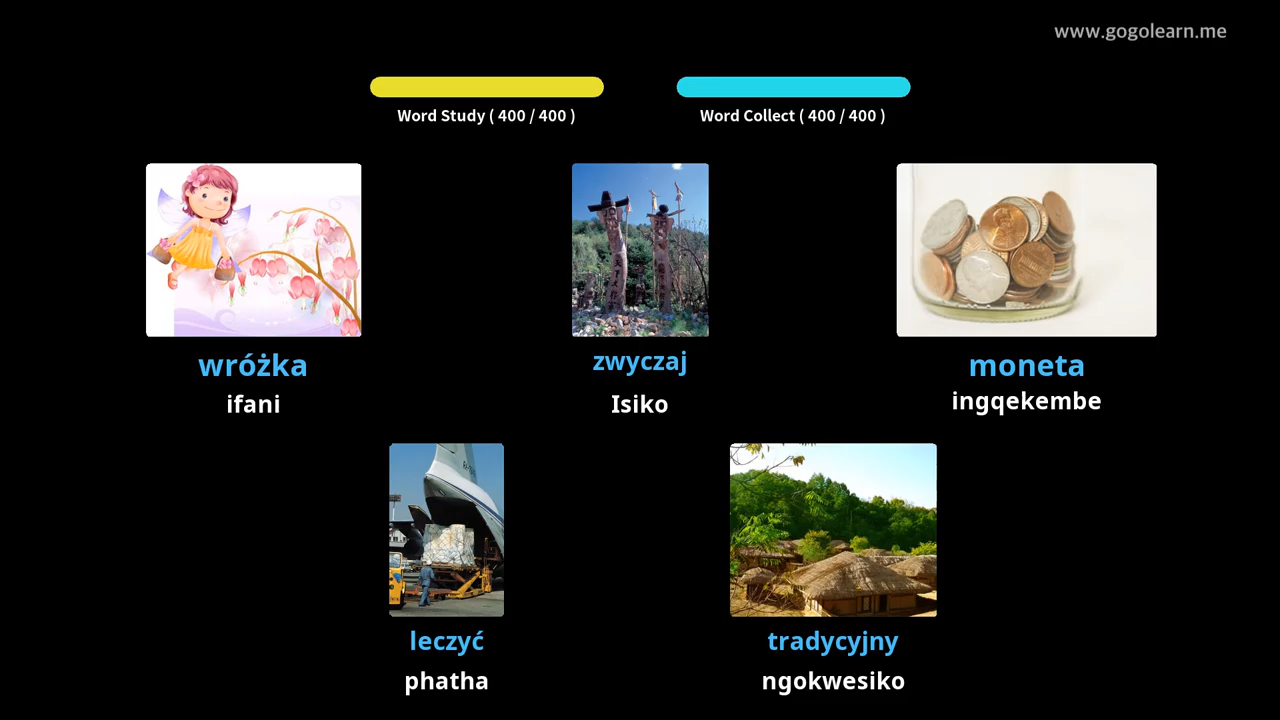 www.gogolearn.me
Word Study ( 400 / 400 )
Word Collect ( 400 / 400 )
wróżka
ifani
zwyczaj
Isiko
moneta
ingqekembe
leczyć
phatha
tradycyjny
ngokwesiko